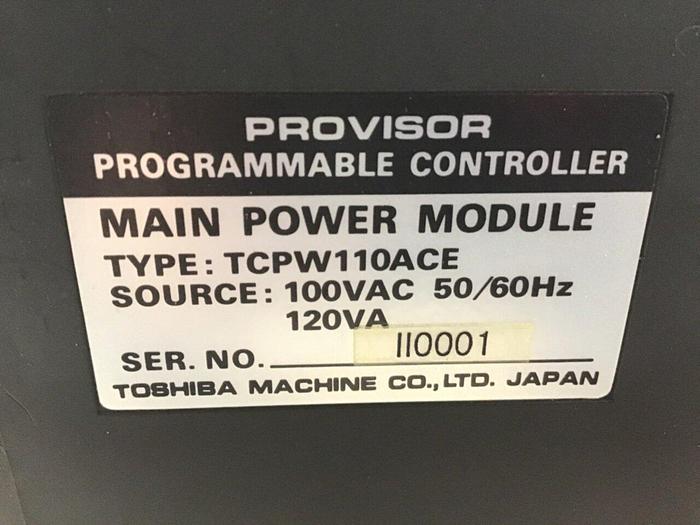 PROVISOR
PROGRAMMABLE CONTROLLER
MAIN POWER MODULE
TYPE: TCPW110ACE
SOURCE: 100VAC 50/60Hz
120VA
SER. NO. 110001
TOSHIBA MACHINE CO., LTD. JAPAN